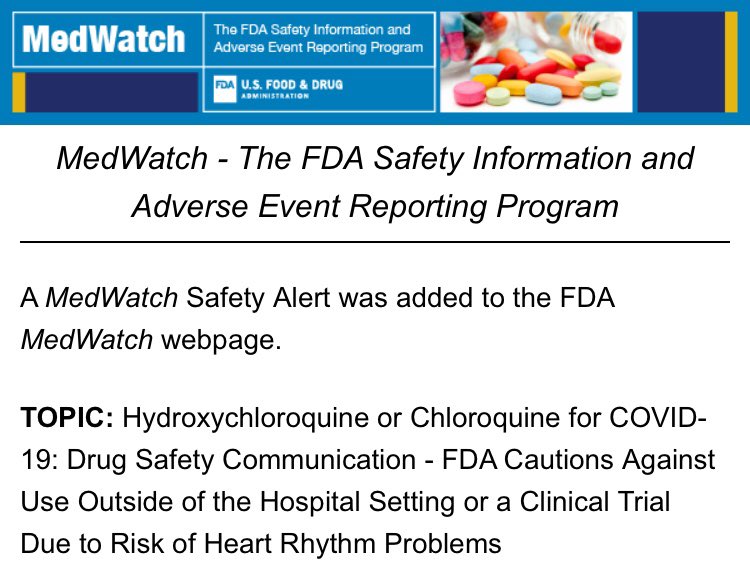 MedWatch
The FDA Safety Information and
Adverse Event Reporting Program
FDA U.S. FOOD & DRUG
ADMINISTRATION
MedWatch - The FDA Safety Information and
Adverse Event Reporting Program
A MedWatch Safety Alert was added to the FDA
MedWatch webpage.
TOPIC: Hydroxychloroquine or Chloroquine for COVID-
19: Drug Safety Communication - FDA Cautions Against
Use Outside of the Hospital Setting or a Clinical Trial
Due to Risk of Heart Rhythm Problems